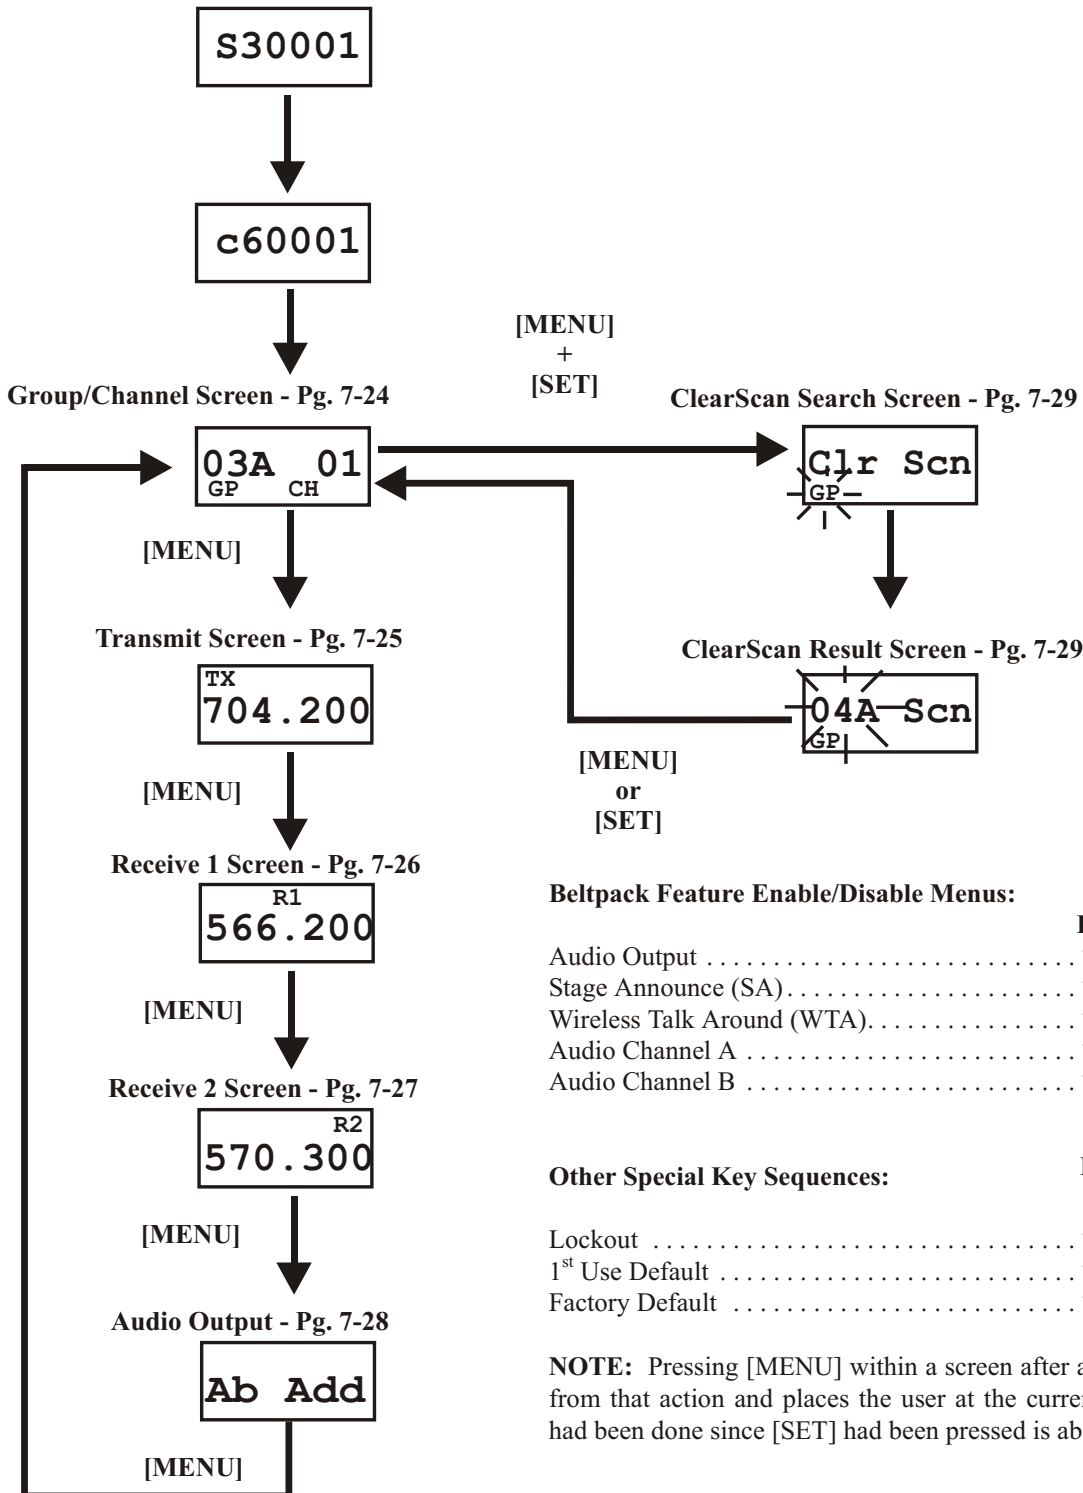 S30001
c60001
[MENU]
+
[SET]
Group/Channel Screen - Pg. 7-24
03A 01
GP CH
ClearScan Search Screen - Pg. 7-29
Clr Scn
GP
[MENU]
Transmit Screen - Pg. 7-25
TX
704.200
ClearScan Result Screen - Pg. 7-29
04A Scn
GP
[MENU]
or
[SET]
[MENU]
Receive 1 Screen - Pg. 7-26
R1
566.200
[MENU]
Receive 2 Screen - Pg. 7-27
R2
570.300
[MENU]
Audio Output - Pg. 7-28
Ab Add
[MENU]
Beltpack Feature Enable/Disable Menus:
Audio Output . . . . . . . . . . . . . . . . . . . . . . . . . . . .
Stage Announce (SA) . . . . . . . . . . . . . . . . . . . . . .
Wireless Talk Around (WTA). . . . . . . . . . . . . . . .
Audio Channel A . . . . . . . . . . . . . . . . . . . . . . . . .
Audio Channel B . . . . . . . . . . . . . . . . . . . . . . . . .
Other Special Key Sequences:
Lockout . . . . . . . . . . . . . . . . . . . . . . . . . . . . . . . .
1st Use Default . . . . . . . . . . . . . . . . . . . . . . . . . . .
Factory Default . . . . . . . . . . . . . . . . . . . . . . . . . .
NOTE: Pressing [MENU] within a screen after a
from that action and places the user at the curre
had been done since [SET] had been pressed is ab